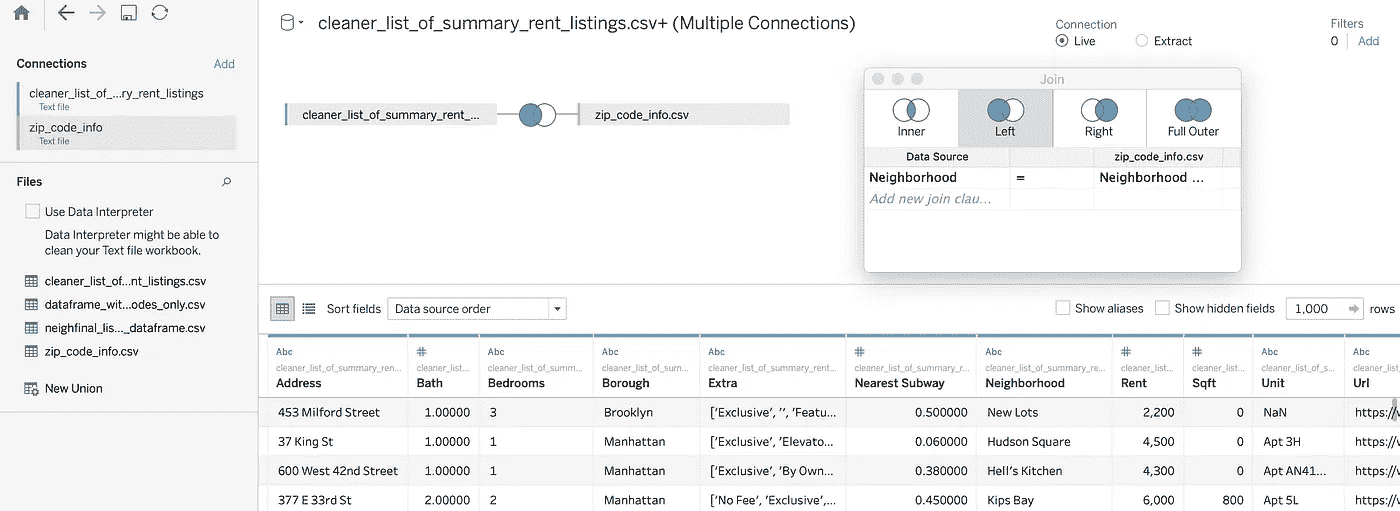 cleaner_list_of_summary_rent_listings.csv+ (Multiple Connections)
Connection
Live
Extract
Filters
0
Add
Connections
Add
cleaner_list_of_...ry_rent_listings
Text file
zip_code_info
Text file
cleaner_list_of_summary_rent_...
zip_code_info.csv
Join
Inner
Left
Right
Full Outer
Data Source
zip_code_info.csv
Neighborhood = Neighborhood ...
Add new join clau...
Files
Use Data Interpreter
Data Interpreter might be able to
clean your Text file workbook.
cleaner_list_of...nt_listings.csv
dataframe_wit...odes_only.csv
neighfinal_lis..._dataframe.csv
zip_code_info.csv
New Union
Sort fields
Data source order
Show aliases
Show hidden fields
1,000
rows
Abc # Abc Abc Abc # Abc # # Abc Abc
cleaner_list_of_summary_ren... cleaner_list... cleaner_list_of_summ... cleaner_list_of_summ... cleaner_list_of_summary_rent... cleaner_list_of_summary_r... cleaner_list_of_summary_re... cleaner_list... cleaner_list... cleaner_list_of_s...
Address Bath Bedrooms Borough Extra Nearest Subway Neighborhood Rent Sqft Unit Url
453 Milford Street 1.00000 3 Brooklyn ['Exclusive', '', 'Featu... 0.500000 New Lots 2,200 0 NaN https://
37 King St 1.00000 1 Manhattan ['Exclusive', 'Elevato... 0.060000 Hudson Square 4,500 0 Apt 3H https://
600 West 42nd Street 1.00000 1 Manhattan ['Exclusive', 'By Own... 0.380000 Hell's Kitchen 4,300 0 Apt AN41... https://
377 E 33rd St 2.00000 2 Manhattan ['No Fee', 'Exclusive',... 0.450000 Kips Bay 6,000 800 Apt 5L https://